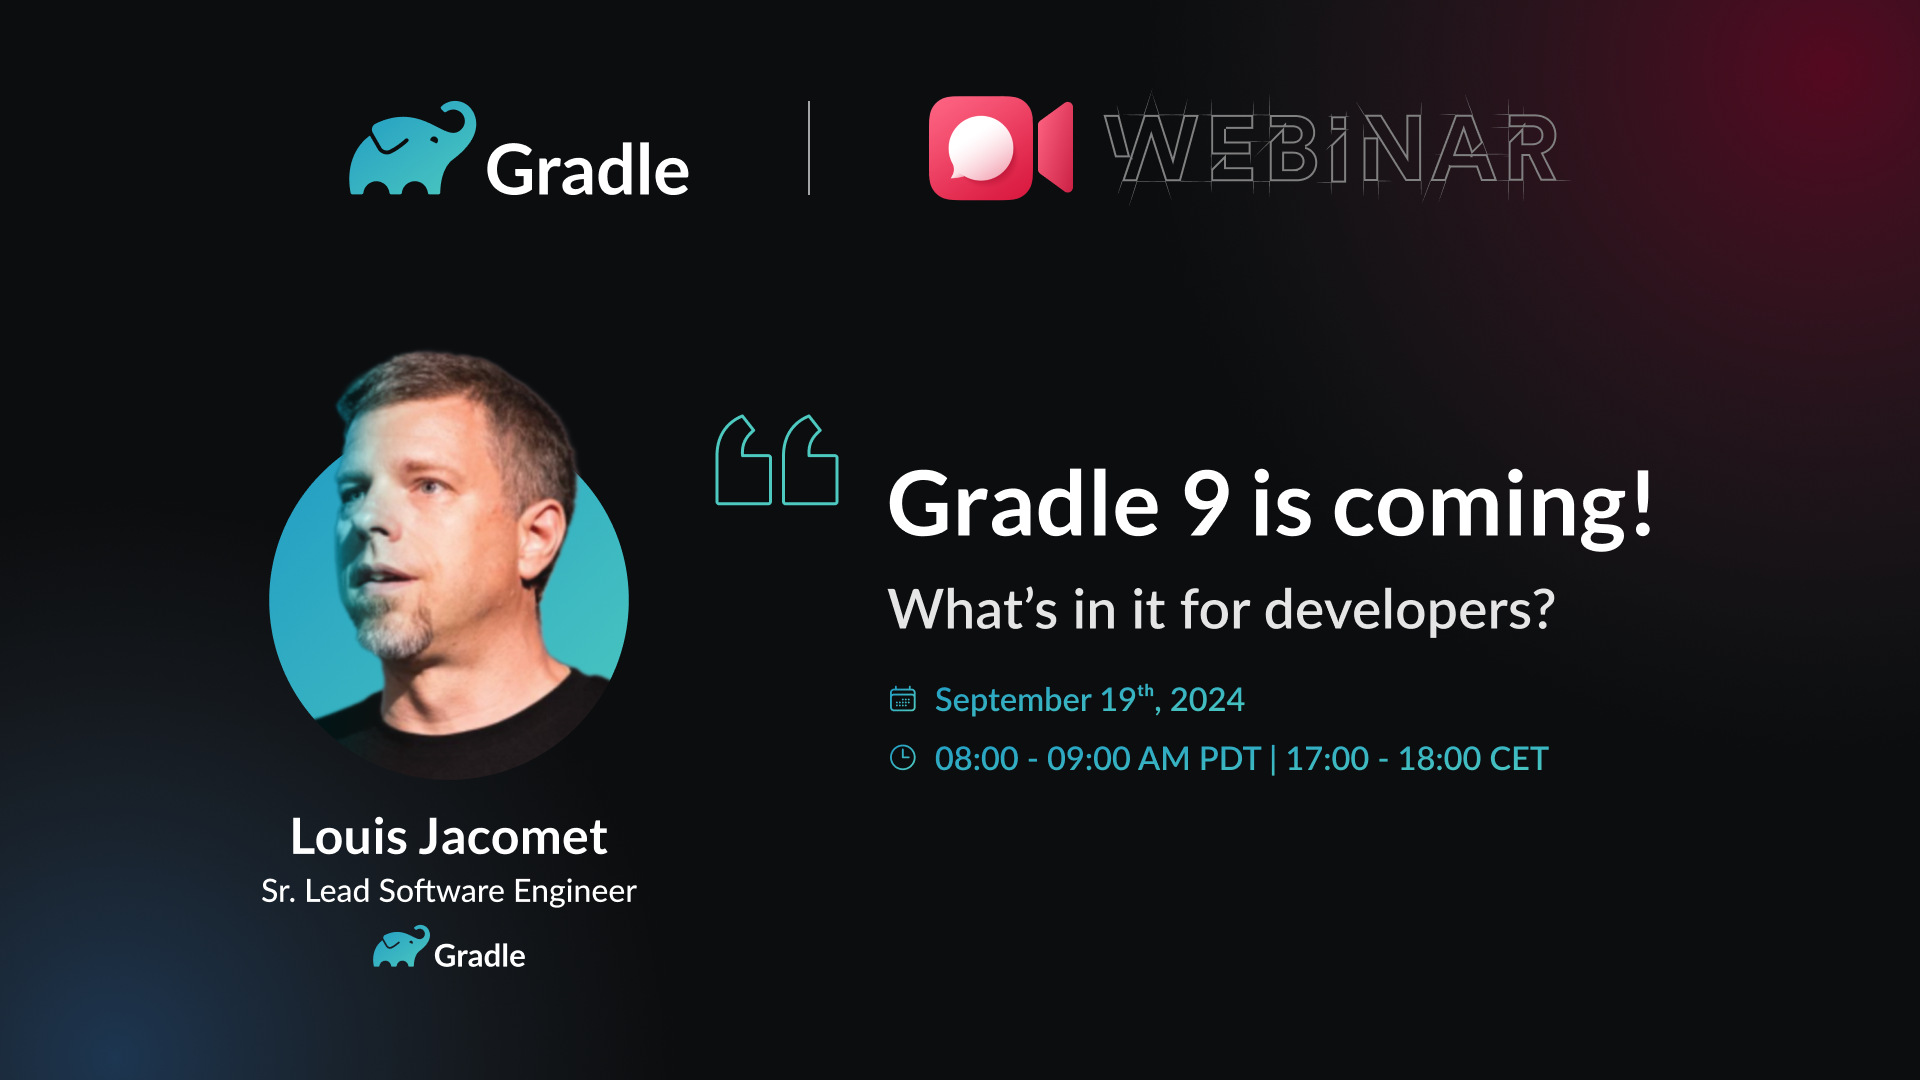 Gradle
WEBiNAR
Gradle 9 is coming!
What’s in it for developers?
September 19th, 2024
08:00 - 09:00 AM PDT | 17:00 - 18:00 CET
Louis Jacomet
Sr. Lead Software Engineer
Gradle